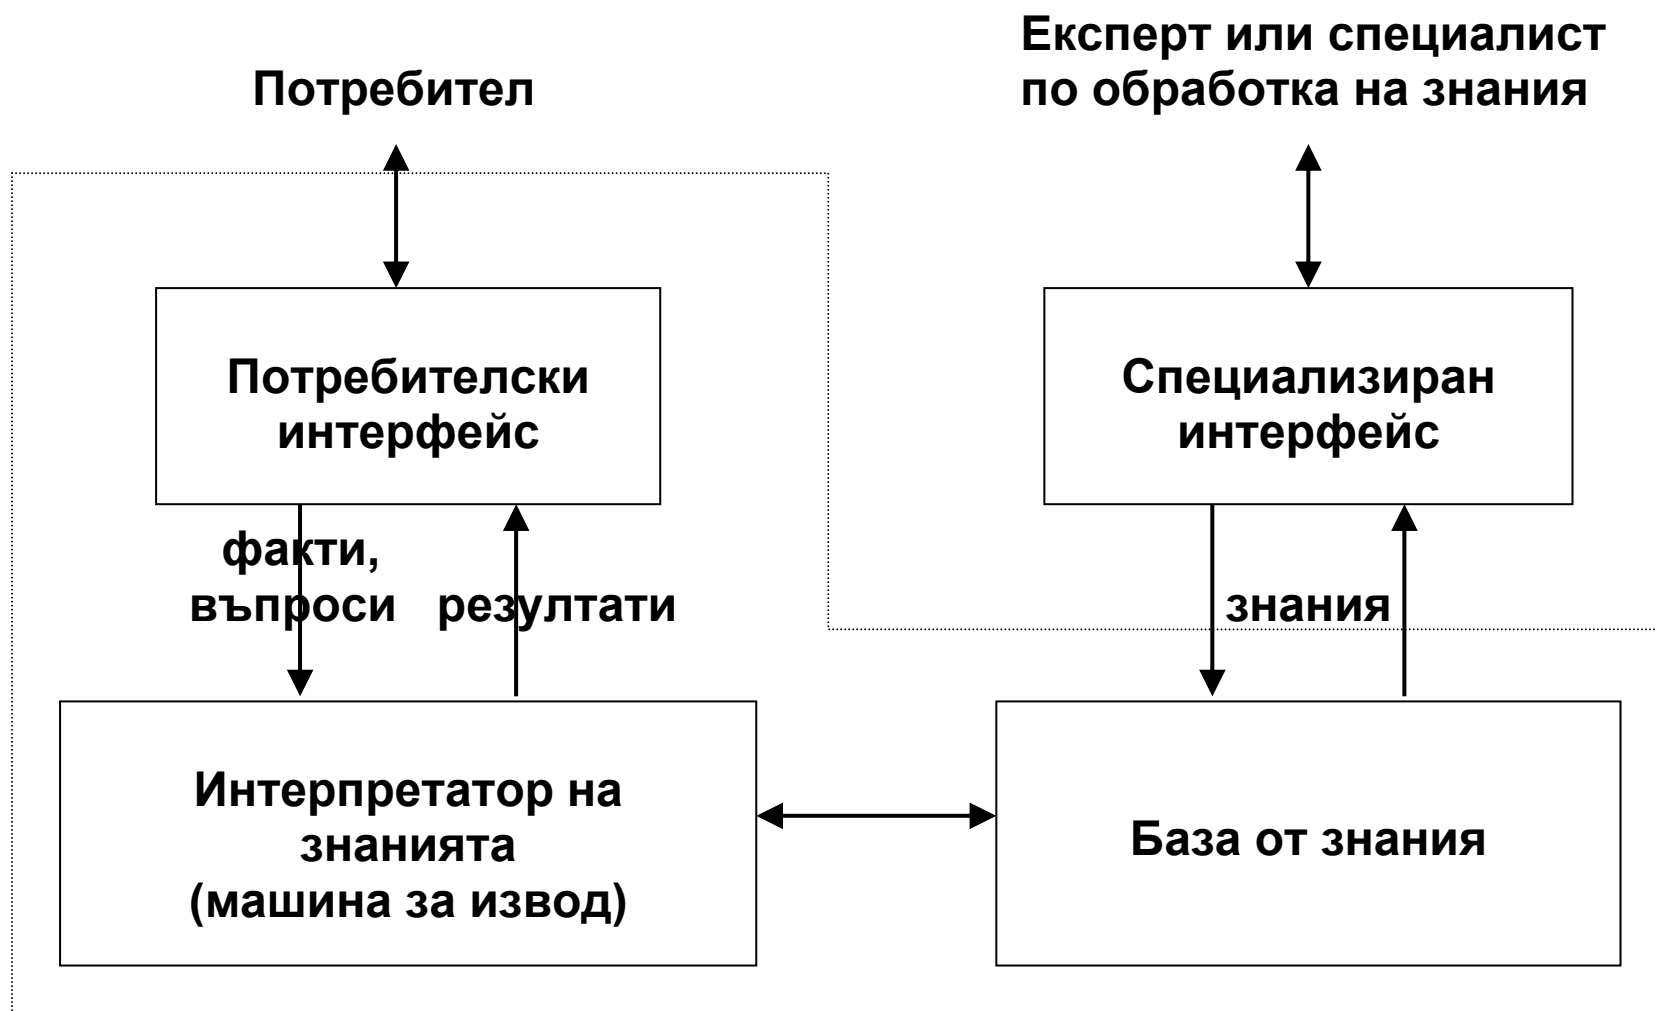 Потребител
Експерт или специалист
по обработка на знания
Потребителски
интерфейс
Специализиран
интерфейс
факти,
въпроси
резултати
знания
Интерпретатор на
знанията
(машина за извод)
База от знания